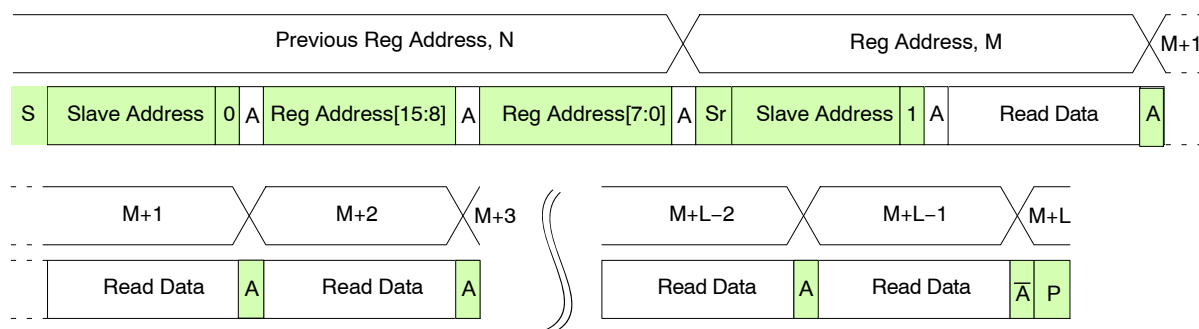 Previous Reg Address, N Reg Address, M M+1
S Slave Address 0 A Reg Address[15:8] A Reg Address[7:0] A Sr Slave Address 1 A Read Data A
M+1 M+2 M+3 M+L−2 M+L−1 M+L
Read Data A Read Data A Read Data A Read Data A̅ P